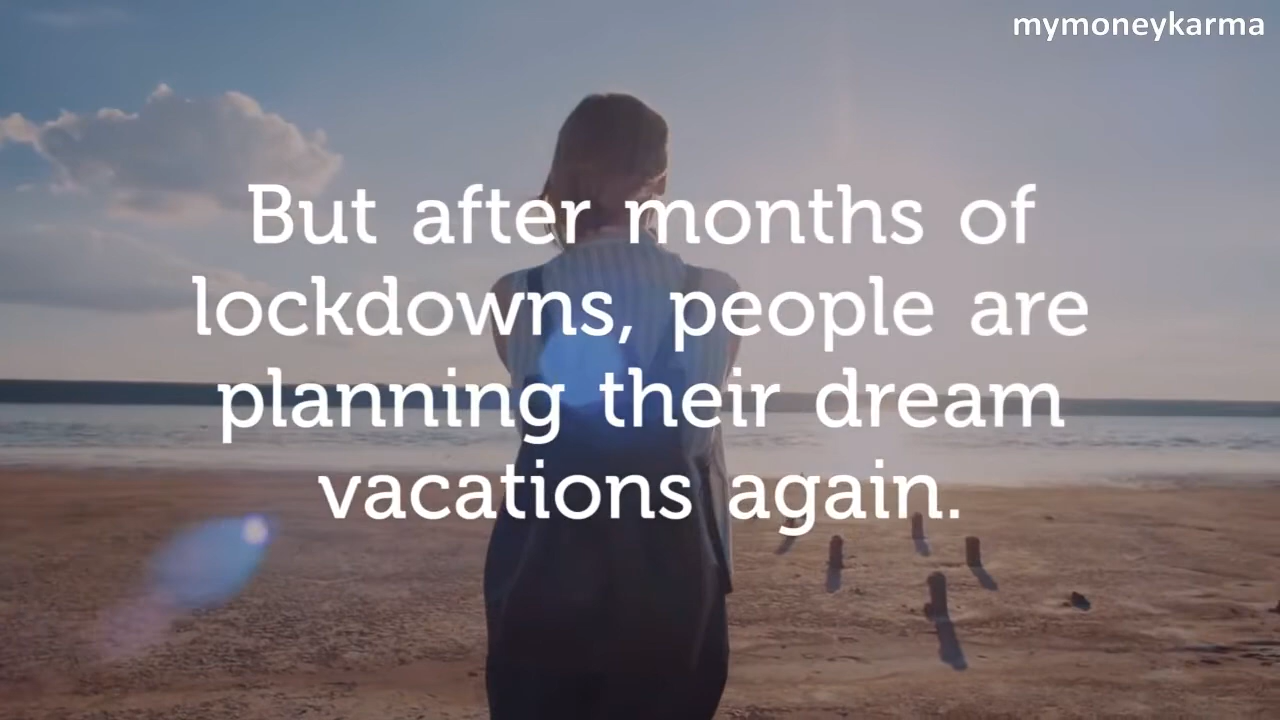 mymoneykarma
But after months of
lockdowns, people are
planning their dream
vacations again.